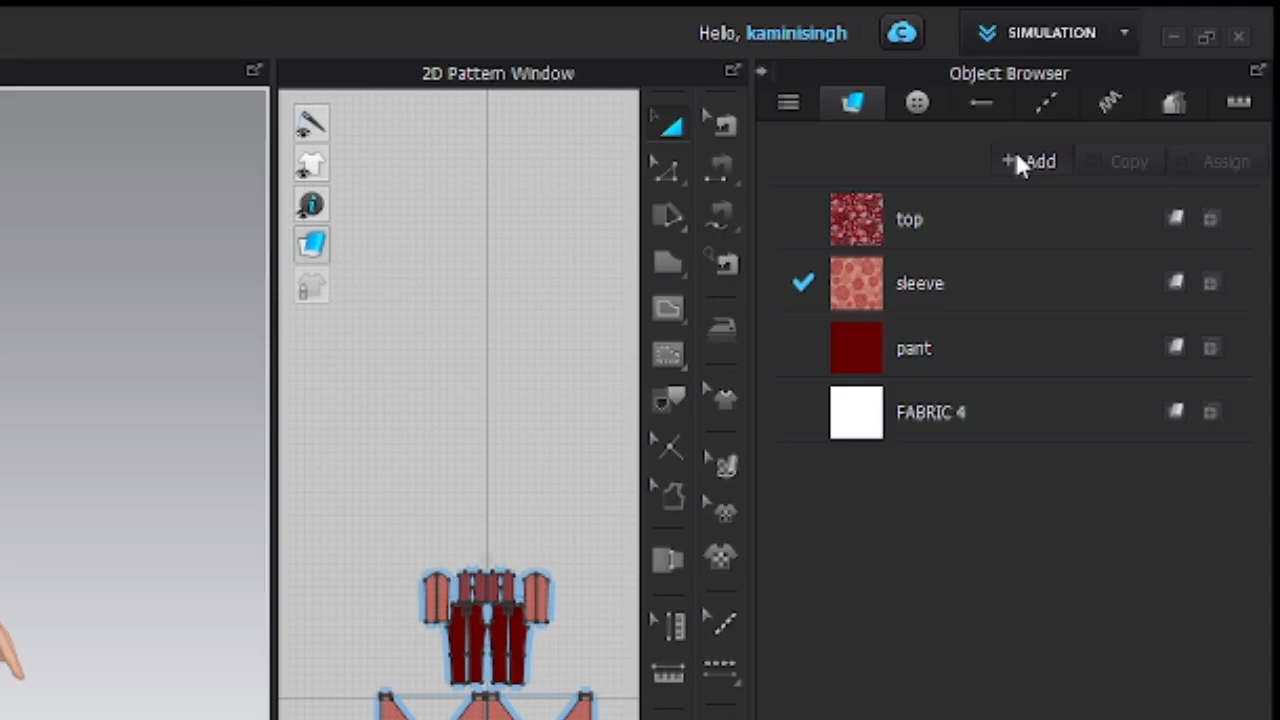 Hello, kaminisingh
SIMULATION
2D Pattern Window
Object Browser
+ Add
Copy
Assign
top
sleeve
pant
FABRIC 4